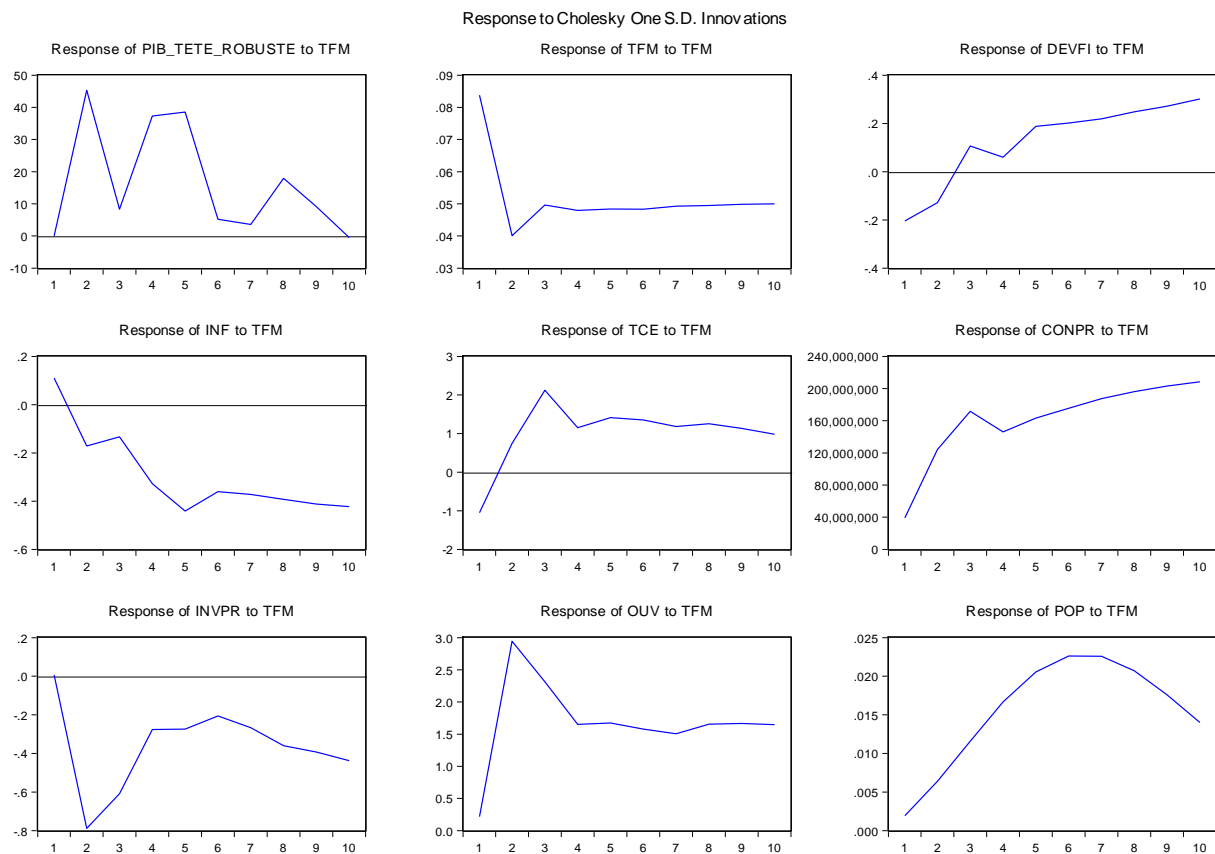 Response to Cholesky One S.D. Innovations
Response of PIB_TETE_ROBUSTE to TFM
50
40
30
20
10
0
-10
1 2 3 4 5 6 7 8 9 10
Response of TFM to TFM
.09
.08
.07
.06
.05
.04
.03
1 2 3 4 5 6 7 8 9 10
Response of DEVFI to TFM
.4
.2
.0
-.2
-.4
1 2 3 4 5 6 7 8 9 10
Response of INF to TFM
.2
.0
-.2
-.4
-.6
1 2 3 4 5 6 7 8 9 10
Response of TCE to TFM
3
2
1
0
-1
-2
1 2 3 4 5 6 7 8 9 10
Response of CONPR to TFM
240,000,000
200,000,000
160,000,000
120,000,000
80,000,000
40,000,000
0
1 2 3 4 5 6 7 8 9 10
Response of INVPR to TFM
.2
.0
-.2
-.4
-.6
-.8
1 2 3 4 5 6 7 8 9 10
Response of OUV to TFM
3.0
2.5
2.0
1.5
1.0
0.5
0.0
1 2 3 4 5 6 7 8 9 10
Response of POP to TFM
.025
.020
.015
.010
.005
.000
1 2 3 4 5 6 7 8 9 10